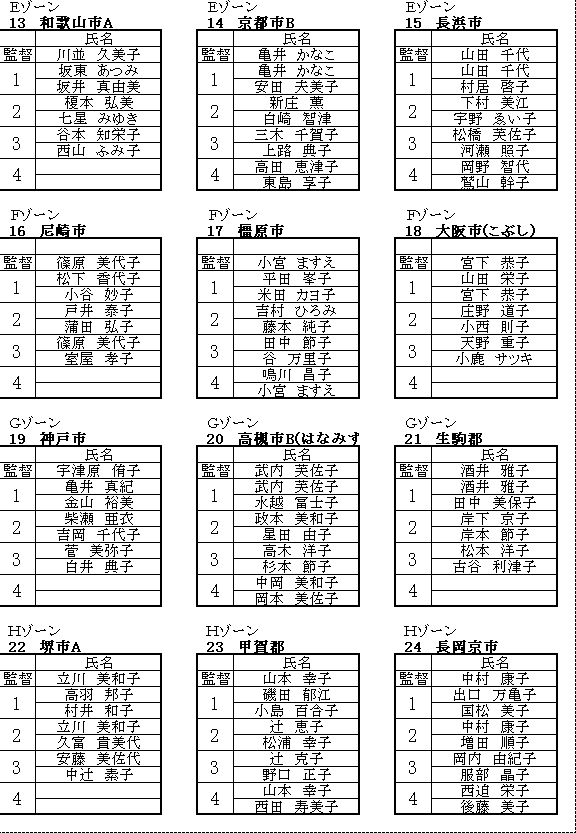 Eゾーン
13 和歌山市A
氏名
監督 川並 久美子
1 坂東 あつみ
坂井 真由美
2 榎本 弘美
七星 みゆき
3 谷本 知栄子
西山 ふみ子
4
Eゾーン
14 京都市B
氏名
監督 亀井 かなこ
1 亀井 かなこ
安田 夫美子
2 新庄 薫
白崎 智津
3 三木 千賀子
上路 典子
4 高田 恵津子
東島 享子
Eゾーン
15 長浜市
氏名
監督 山田 千代
1 山田 千代
村居 啓子
2 下村 美江
宇野 ゑい子
3 松橋 芙佐子
河瀬 照子
4 岡野 智代
鷲山 幹子
Fゾーン
16 尼崎市
監督 篠原 美代子
1 松下 香代子
小谷 妙子
2 戸井 泰子
蒲田 弘子
3 篠原 美代子
室屋 孝子
4
Fゾーン
17 橿原市
監督 小宮 ますえ
1 平田 峯子
米田 カヨ子
2 吉村 ひろみ
藤本 純子
3 田中 節子
谷 万里子
4 鳴川 昌子
小宮 ますえ
Fゾーン
18 大阪市(こぶし)
監督 宮下 恭子
1 山田 栄子
宮下 恭子
2 庄野 道子
小西 則子
3 天野 重子
小鹿 サツキ
4
Gゾーン
19 神戸市
氏名
監督 宇津原 侑子
1 亀井 真紀
金山 裕美
2 柴瀬 亜衣
吉岡 千代子
3 菅 美弥子
白井 典子
4
Gゾーン
20 高槻市B(はなみす
氏名
監督 武内 芙佐子
1 武内 芙佐子
水越 冨士子
2 政本 美和子
星田 由子
3 高木 洋子
杉本 節子
4 中岡 美和子
岡本 美佐子
Gゾーン
21 生駒郡
氏名
監督 酒井 雅子
1 酒井 雅子
田中 美保子
2 岸下 京子
岸本 節子
3 松本 洋子
古谷 利津子
4
Hゾーン
22 堺市A
氏名
監督 立川 美和子
1 高羽 邦子
村井 和子
2 立川 美和子
久富 貴美代
3 安藤 美佐代
中辻 素子
4
Hゾーン
23 甲賀郡
氏名
監督 山本 幸子
1 磯田 郁江
小島 百合子
2 辻 恵子
松浦 幸子
3 辻 克子
野口 正子
4 山本 幸子
西田 寿美子
Hゾーン
24 長岡京市
氏名
監督 中村 康子
1 出口 万亀子
国松 美子
2 中村 康子
増田 順子
3 岡内 由紀子
服部 晶子
4 西迫 栄子
後藤 美子